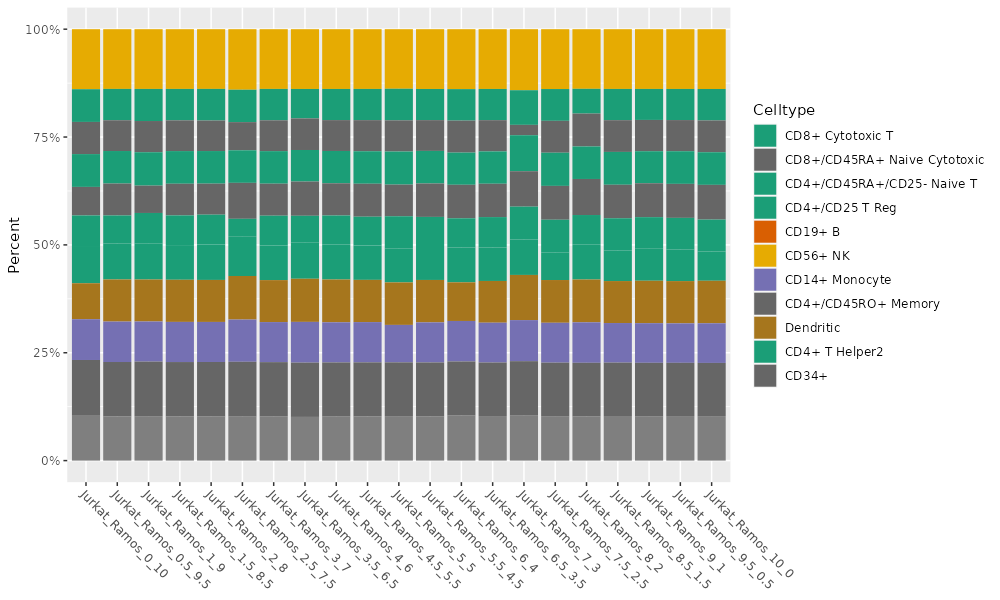 100%
75%
50%
25%
0%
Percent
Jurkat_Ramos_0_10
Jurkat_Ramos_0.5_9.5
Jurkat_Ramos_1_9
Jurkat_Ramos_1.5_8.5
Jurkat_Ramos_2_8
Jurkat_Ramos_2.5_7.5
Jurkat_Ramos_3_7
Jurkat_Ramos_3.5_6.5
Jurkat_Ramos_4_6
Jurkat_Ramos_4.5_5.5
Jurkat_Ramos_5_5
Jurkat_Ramos_5.5_4.5
Jurkat_Ramos_6_4
Jurkat_Ramos_6.5_3.5
Jurkat_Ramos_7_3
Jurkat_Ramos_7.5_2.5
Jurkat_Ramos_8_2
Jurkat_Ramos_8.5_1.5
Jurkat_Ramos_9_1
Jurkat_Ramos_9.5_0.5
Jurkat_Ramos_10_0
Celltype
CD8+ Cytotoxic T
CD8+/CD45RA+ Naive Cytotoxic
CD4+/CD45RA+/CD25- Naive T
CD4+/CD25 T Reg
CD19+ B
CD56+ NK
CD14+ Monocyte
CD4+/CD45RO+ Memory
Dendritic
CD4+ T Helper2
CD34+